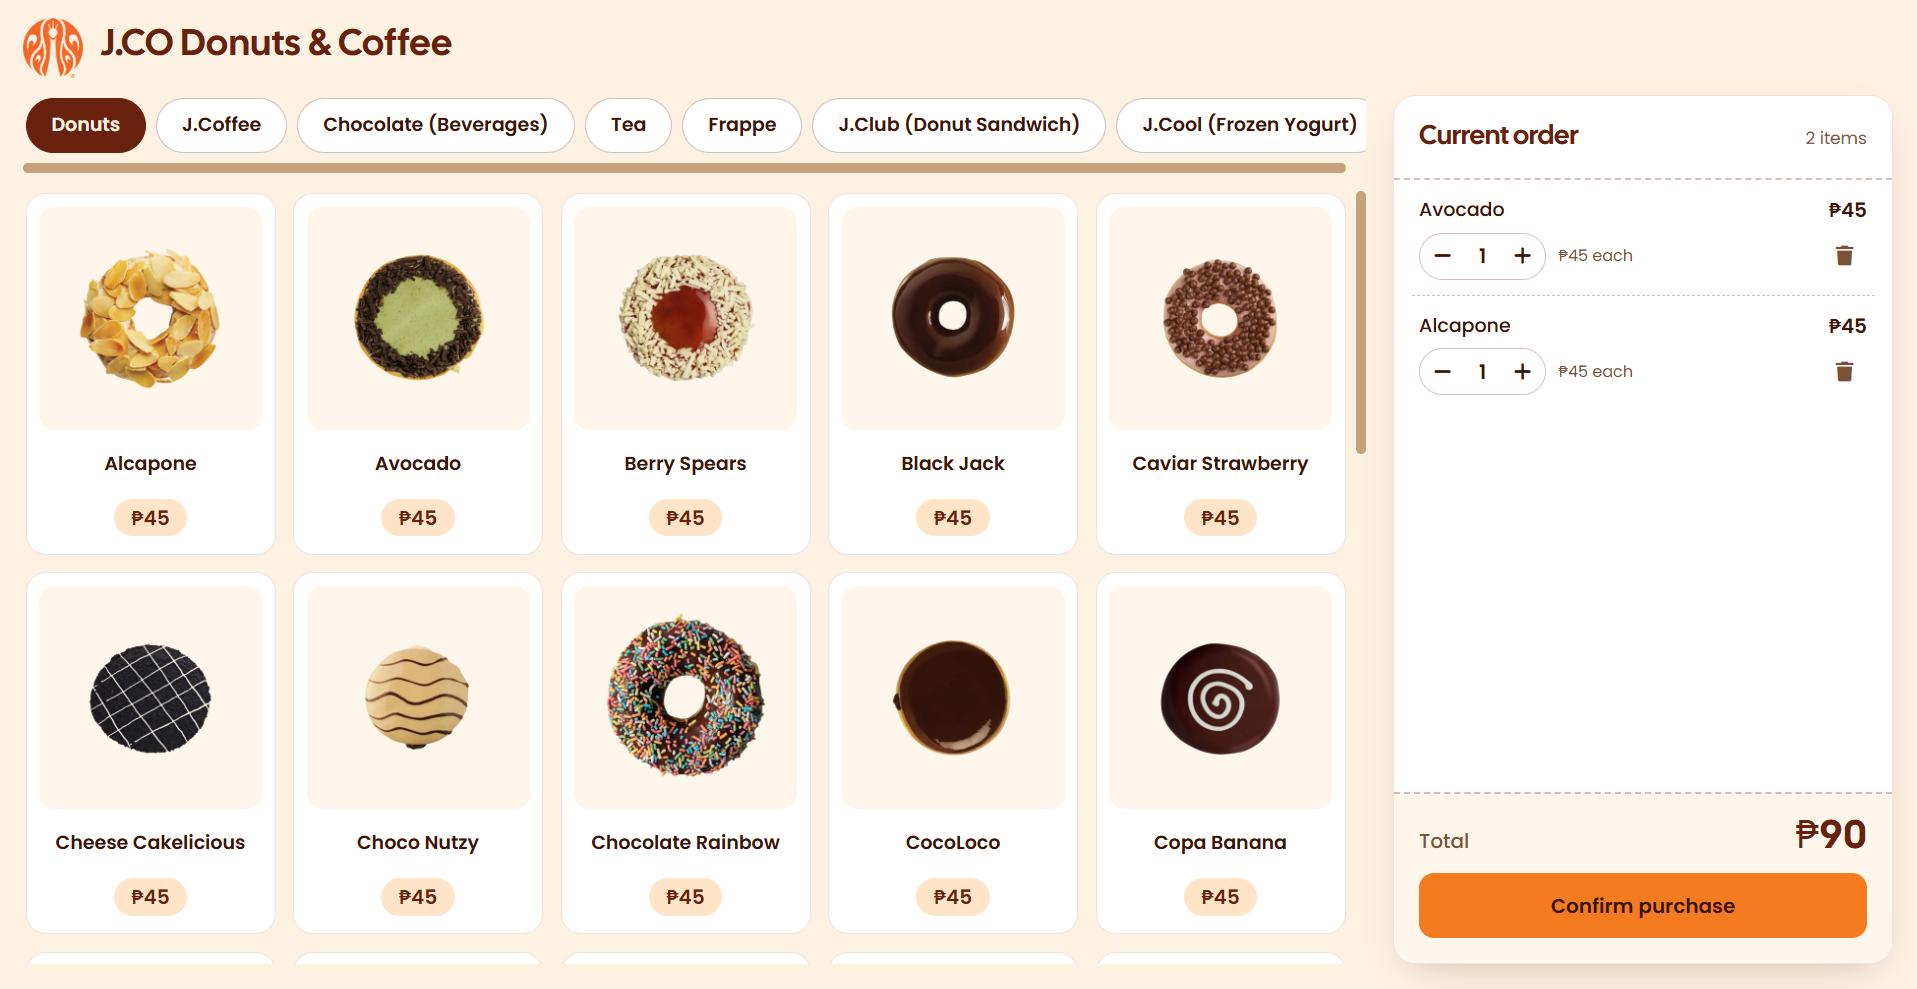 J.CO Donuts & Coffee
Donuts
J.Coffee
Chocolate (Beverages)
Tea
Frappe
J.Club (Donut Sandwich)
J.Cool (Frozen Yogurt)
Alcapone
₱45
Avocado
₱45
Berry Spears
₱45
Black Jack
₱45
Caviar Strawberry
₱45
Cheese Cakelicious
₱45
Choco Nutzy
₱45
Chocolate Rainbow
₱45
CocoLoco
₱45
Copa Banana
₱45
Current order
2 items
Avocado
₱45
1
₱45 each
Alcapone
₱45
1
₱45 each
Total
₱90
Confirm purchase